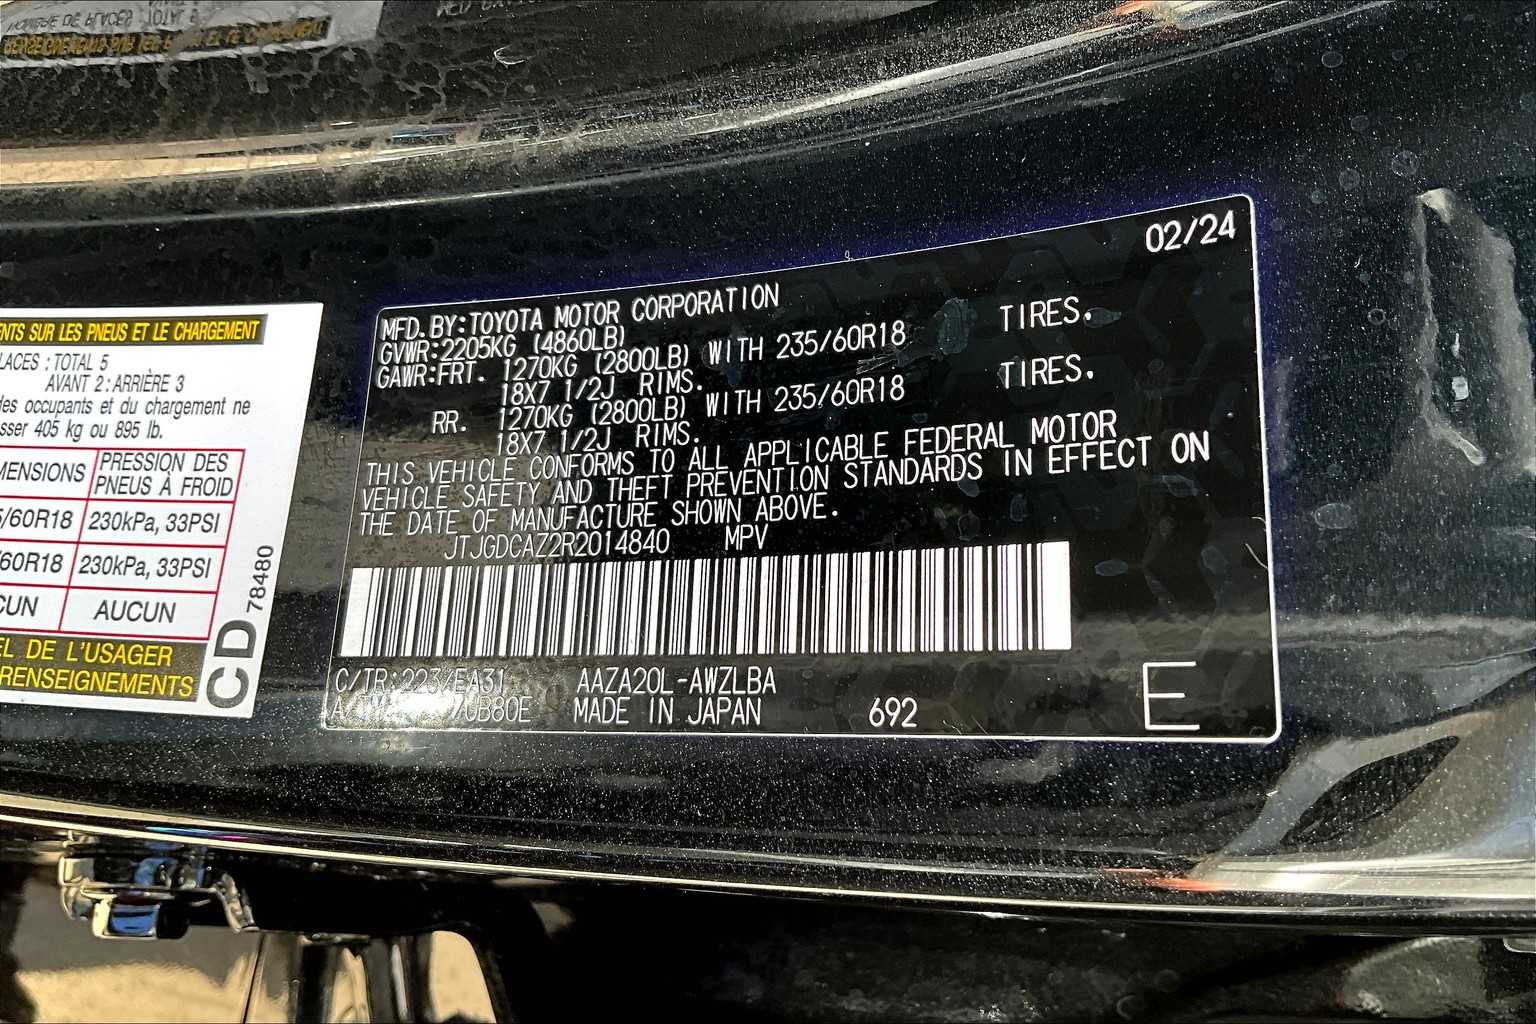 NTS SUR LES PNEUS ET LE CHARGEMENT
LACES : TOTAL 5
AVANT 2 : ARRIÈRE 3
des occupants et du chargement ne
sser 405 kg ou 895 lb.
MENSIONS PRESSION DES
PNEUS À FROID
/60R18 230kPa, 33PSI
/60R18 230kPa, 33PSI
CUN AUCUN
EL DE L'USAGER
RENSEIGNEMENTS
CD 78480
02/24
MFD. BY: TOYOTA MOTOR CORPORATION
GVWR: 2205KG (4860LB)
GAWR: FRT. 1270KG (2800LB) WITH 235/60R18 TIRES.
18X7 1/2J RIMS.
RR. 1270KG (2800LB) WITH 235/60R18 TIRES.
18X7 1/2J RIMS.
THIS VEHICLE CONFORMS TO ALL APPLICABLE FEDERAL MOTOR
VEHICLE SAFETY AND THEFT PREVENTION STANDARDS IN EFFECT ON
THE DATE OF MANUFACTURE SHOWN ABOVE.
JTJGDCAZ2R2014840 MPV
C/TR: 223/EA31 AAZA20L-AWZLBA
UB80E MADE IN JAPAN 692
E